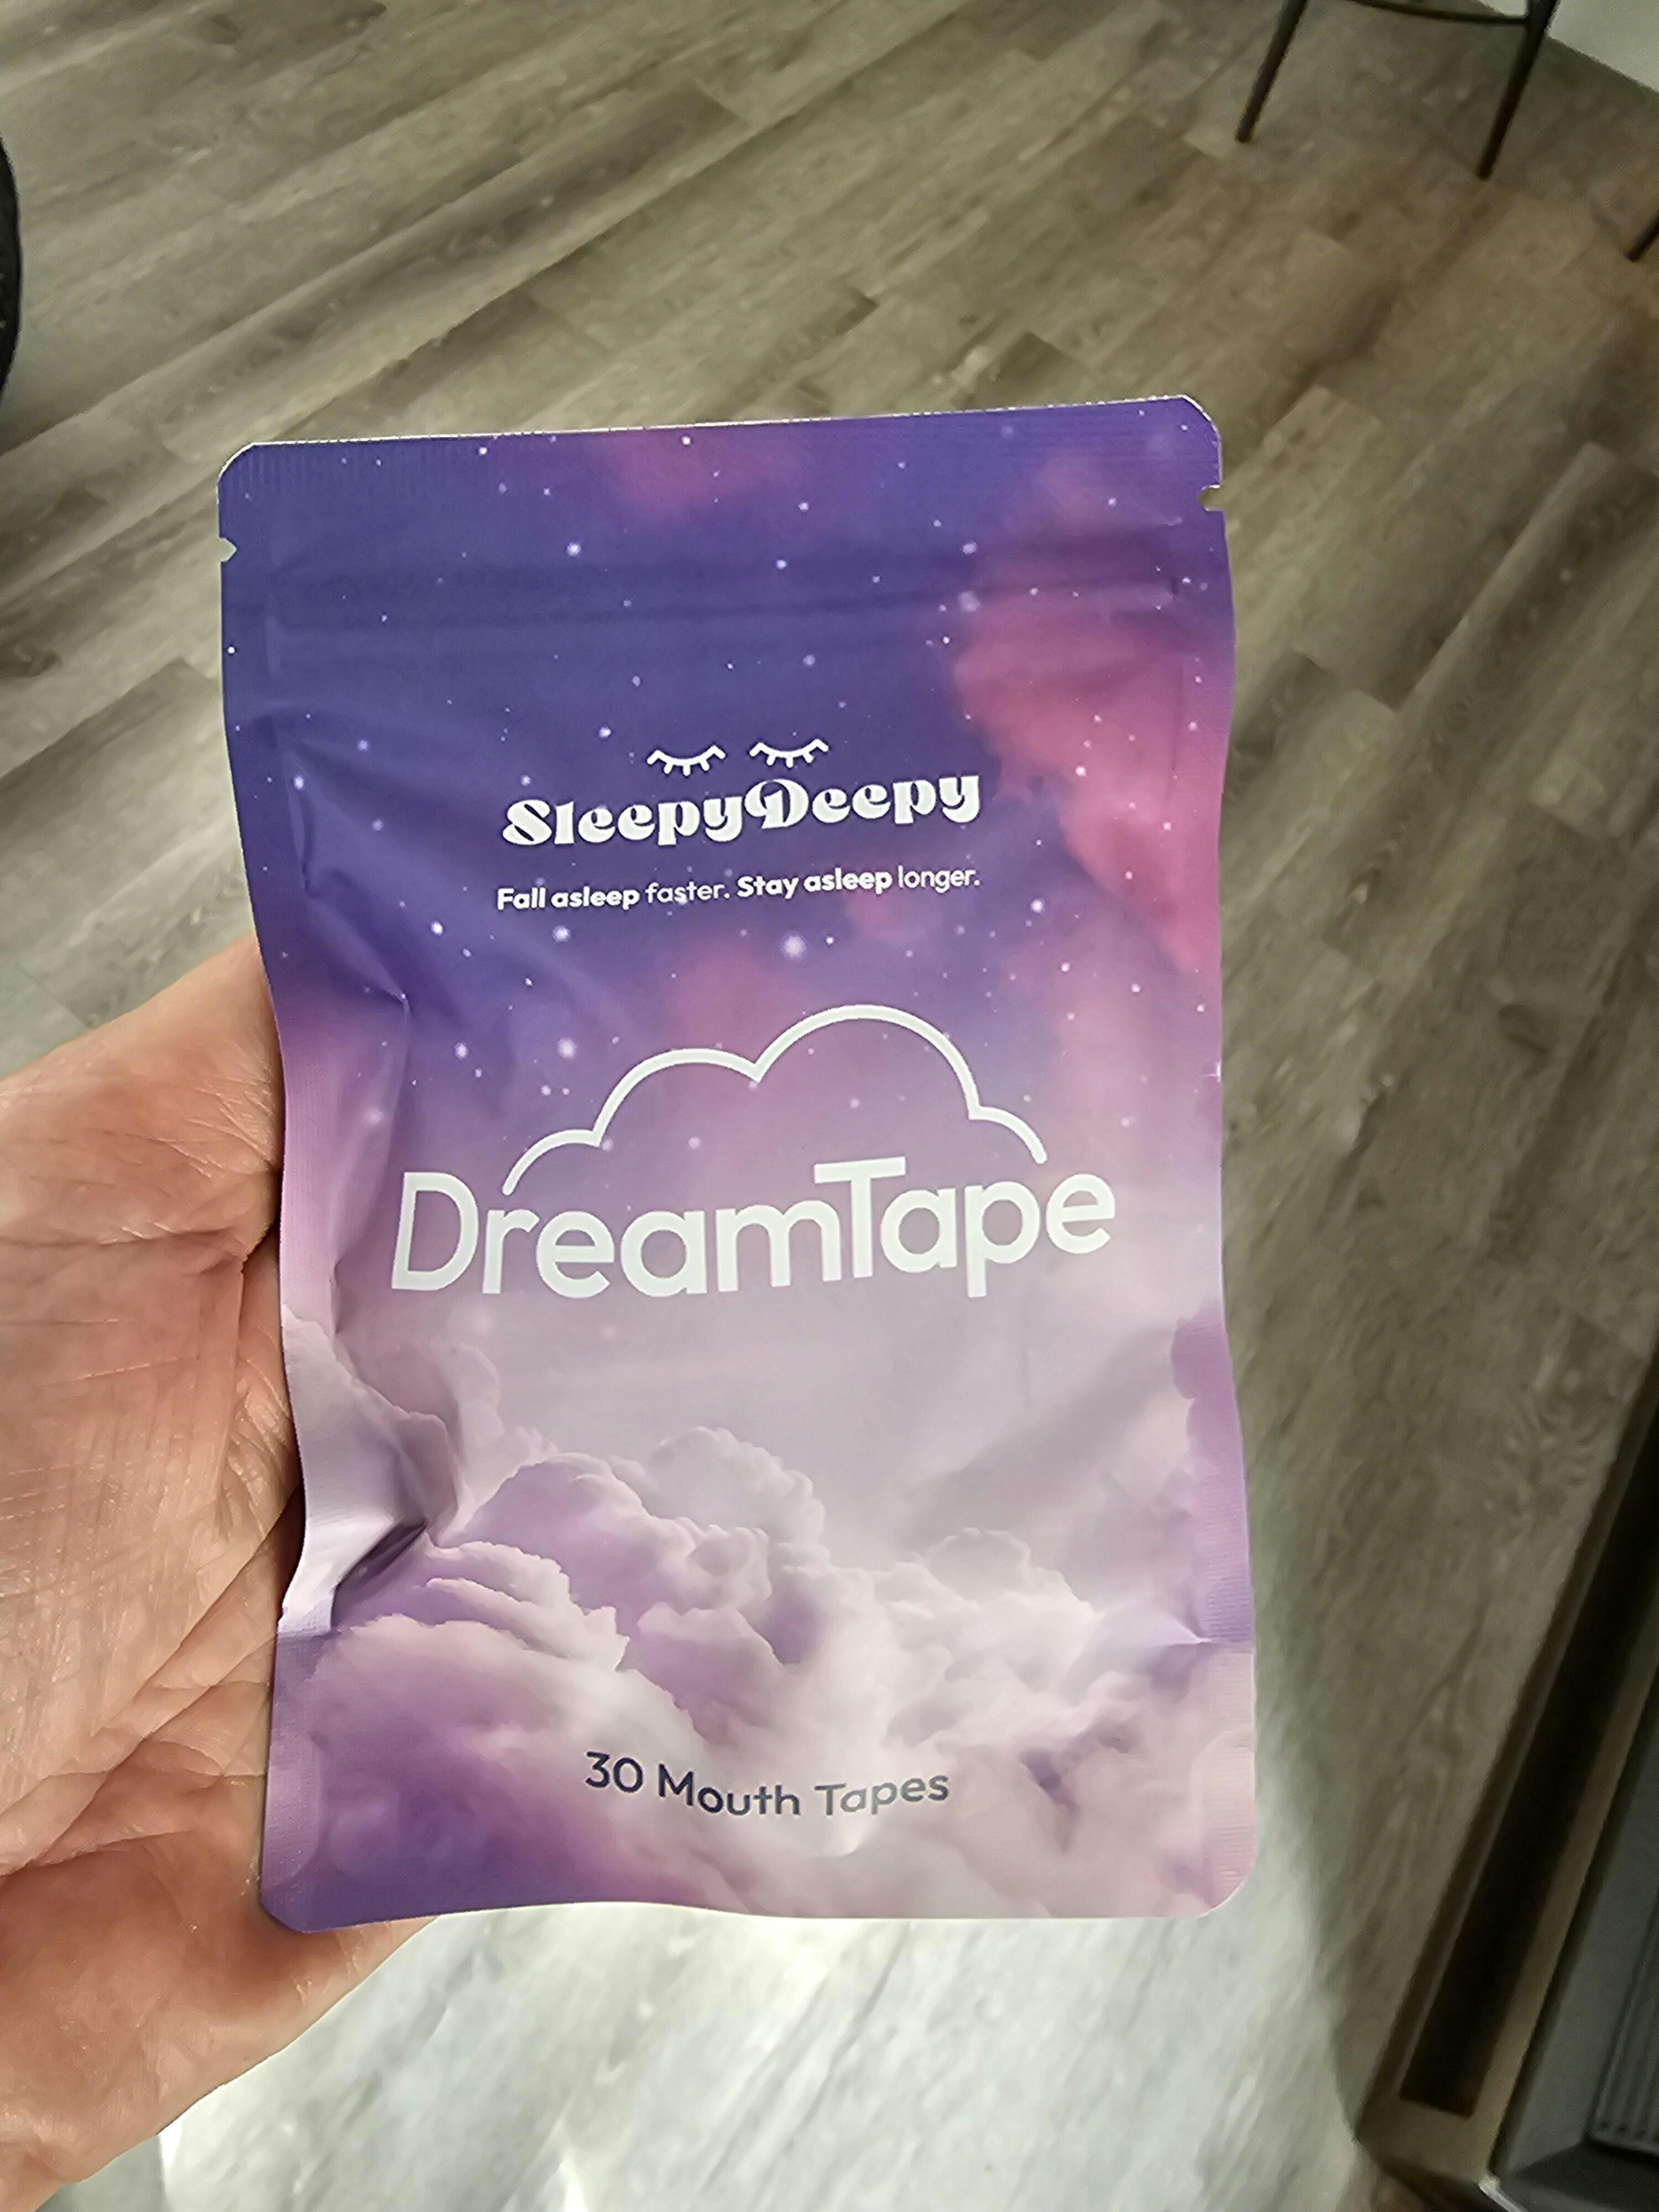 SleepyDeepy
Fall asleep faster. Stay asleep longer.
DreamTape
30 Mouth Tapes